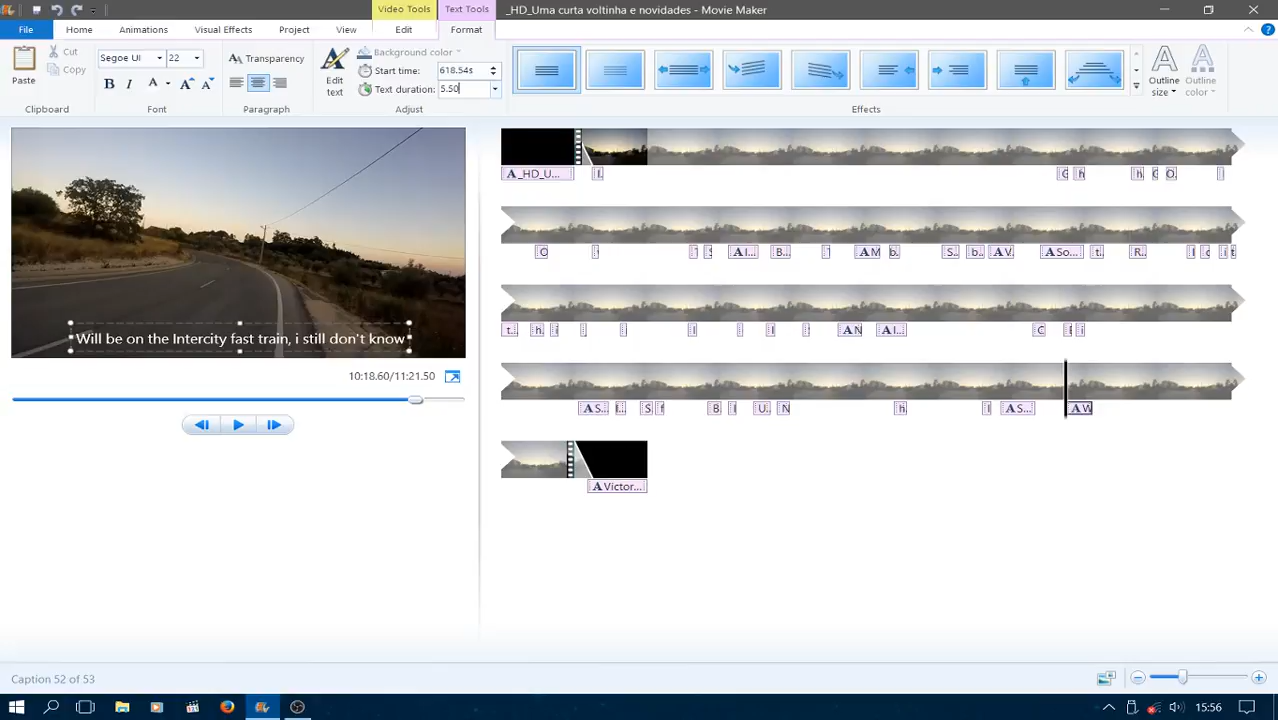 Video Tools
Text Tools
_HD_Uma curta voltinha e novidades - Movie Maker
File
Home
Animations
Visual Effects
Project
View
Edit
Format
Paste
Cut
Copy
Clipboard
Segoe UI
22
B I A A A
Font
Transparency
Paragraph
Edit text
Background color
Start time: 618.54s
Text duration: 5.50
Adjust
Effects
A Outline size
A Outline color
Will be on the Intercity fast train, i still don't know
10:18.60/11:21.50
A _HD_U...
O.
O
A I...
B...
A M
b.
S.
b..
A V.
A So...
t..
R..
t..
h.
A N
A I...
C
A S...
I...
S
f
B
U.
N
h
A S...
A W
A Victor...
Caption 52 of 53
15:56